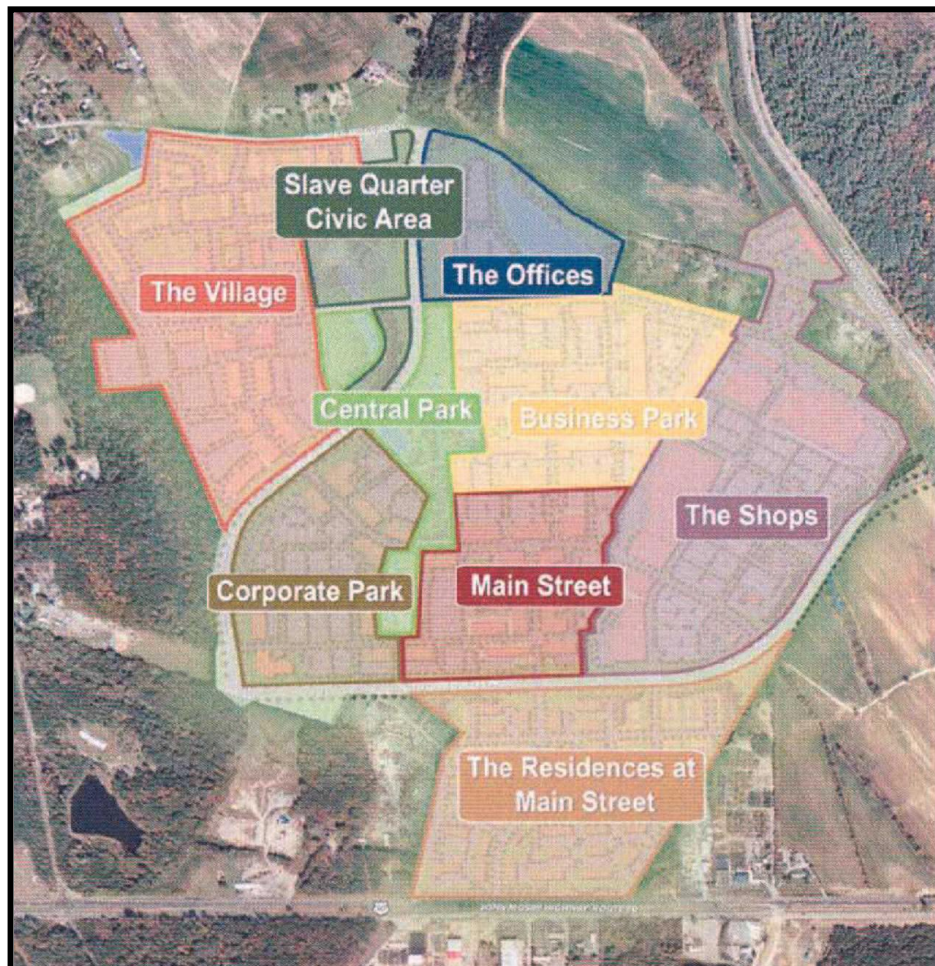 Slave Quarter
Civic Area
The Offices
The Village
Central Park
Business Park
The Shops
Corporate Park
Main Street
The Residences at
Main Street